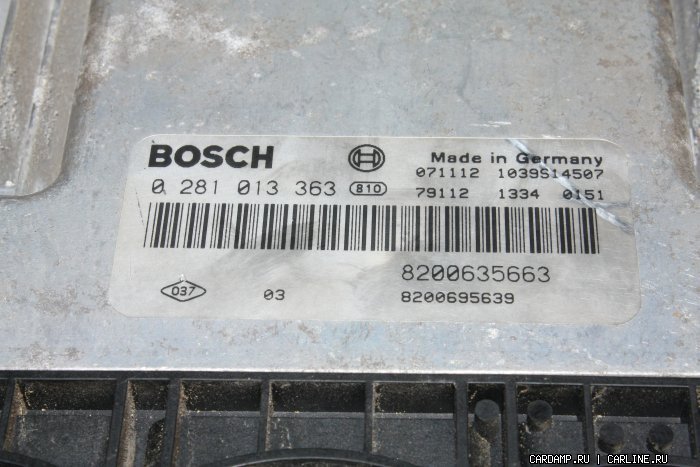 BOSCH
Made in Germany
071112 1039S14507
0 281 013 363 810
79112 1334 0151
8200635663
037 03
8200695639
CARDAMP.RU / CARLINE.RU